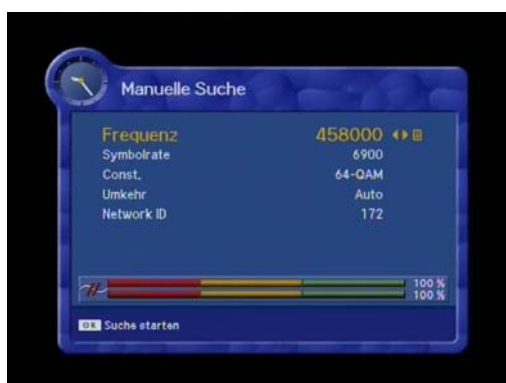 Manuelle Suche
Frequenz 458000
Symbolrate 6900
Const. 64-QAM
Umkehr Auto
Network ID 172
100 %
100 %
OK Suche starten